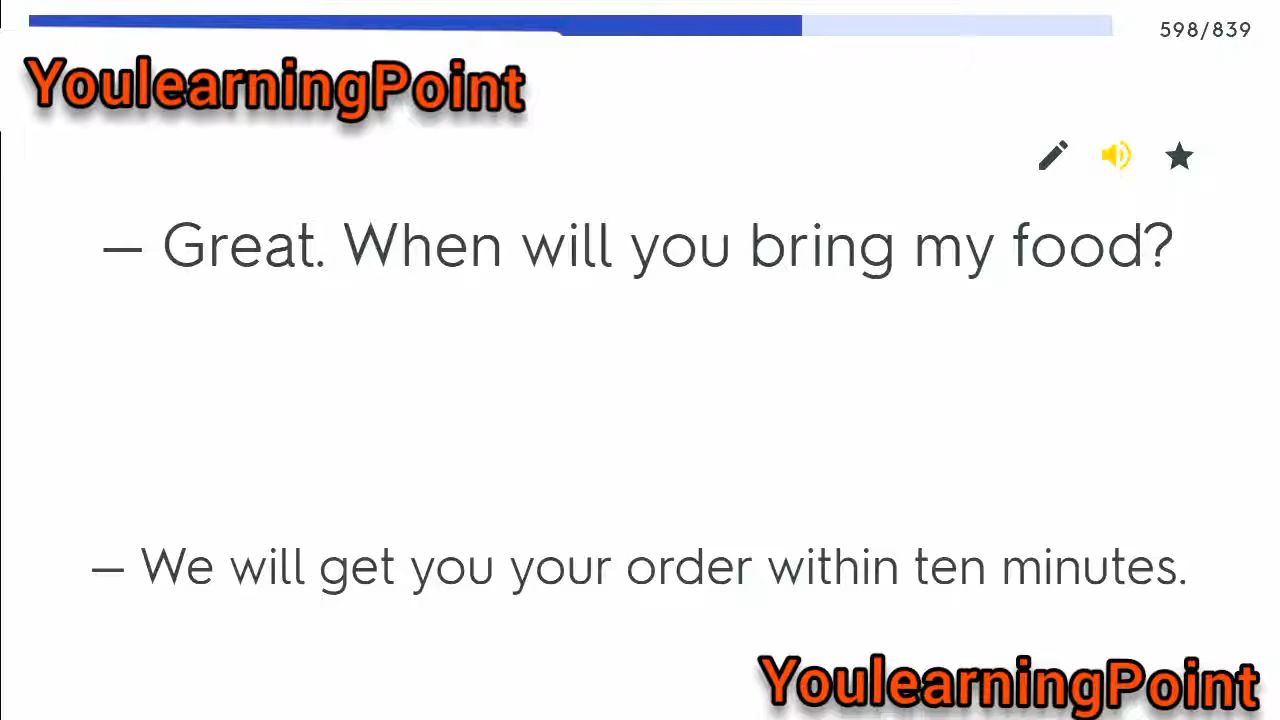 598/839
YoulearningPoint
— Great. When will you bring my food?
— We will get you your order within ten minutes.
YoulearningPoint